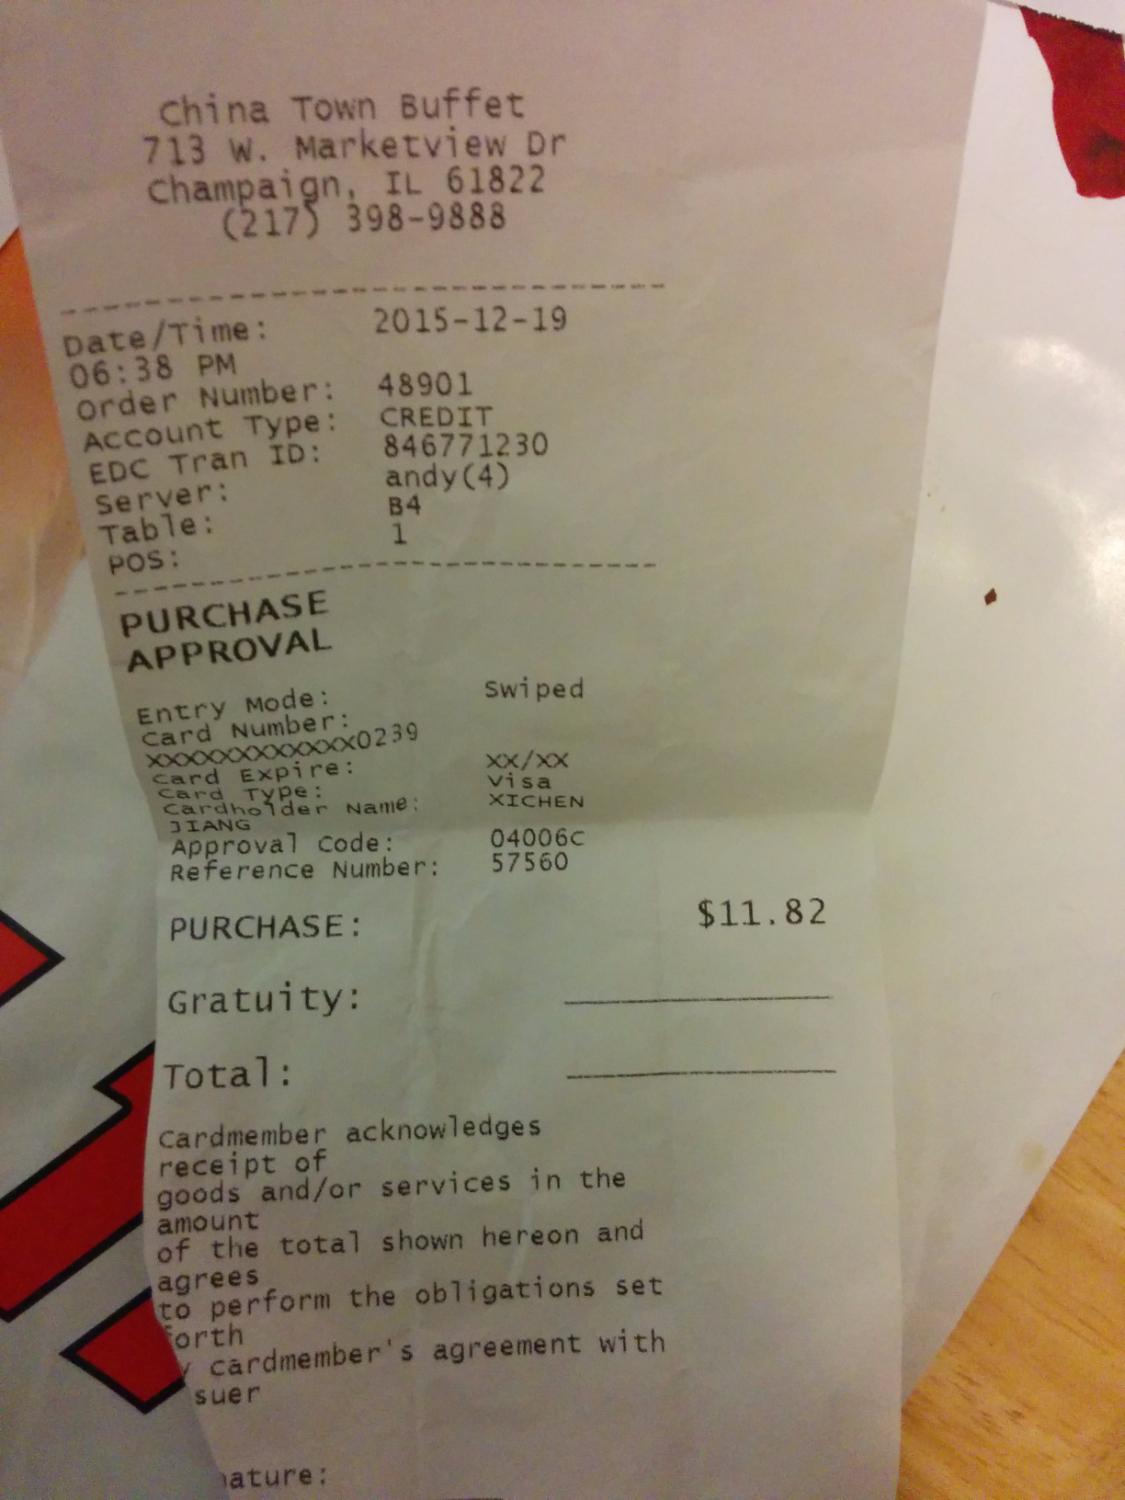 China Town Buffet
713 W. Marketview Dr
Champaign, IL 61822
(217) 398-9888
Date/Time: 2015-12-19
06:38 PM
Order Number: 48901
Account Type: CREDIT
EDC Tran ID: 846771230
Server: andy(4)
Table: B4
POS: 1
PURCHASE
APPROVAL
Entry Mode: Swiped
Card Number:
XXXXXXXXXXXX0239
Card Expire: XX/XX
Card Type: Visa
Cardholder Name: XICHEN
JIANG
Approval Code: 04006C
Reference Number: 57560
PURCHASE: $11.82
Gratuity:
Total:
Cardmember acknowledges
receipt of
goods and/or services in the
amount
of the total shown hereon and
agrees
to perform the obligations set
forth
cardmember's agreement with
suer
nature: